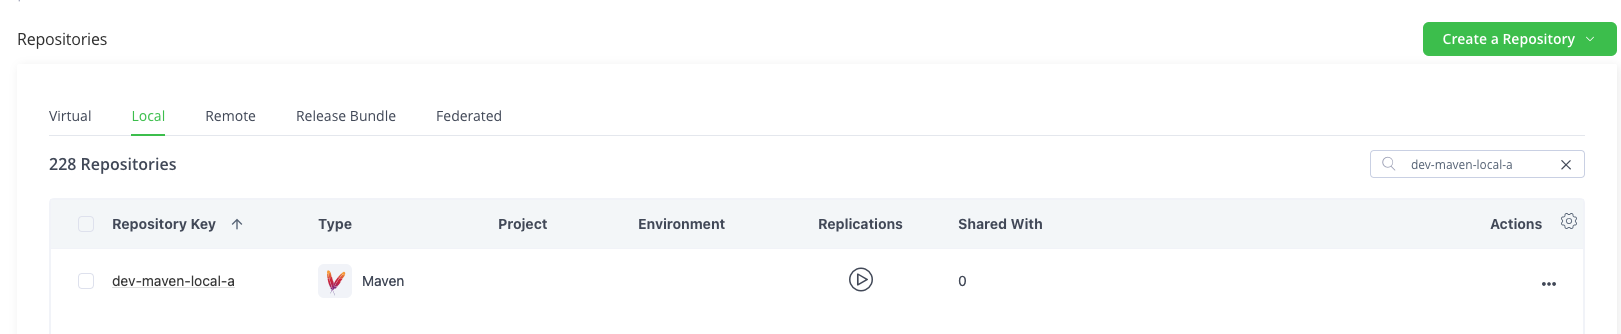 Repositories
Create a Repository
Virtual Local Remote Release Bundle Federated
228 Repositories
dev-maven-local-a
Repository Key Type Project Environment Replications Shared With Actions
dev-maven-local-a Maven 0